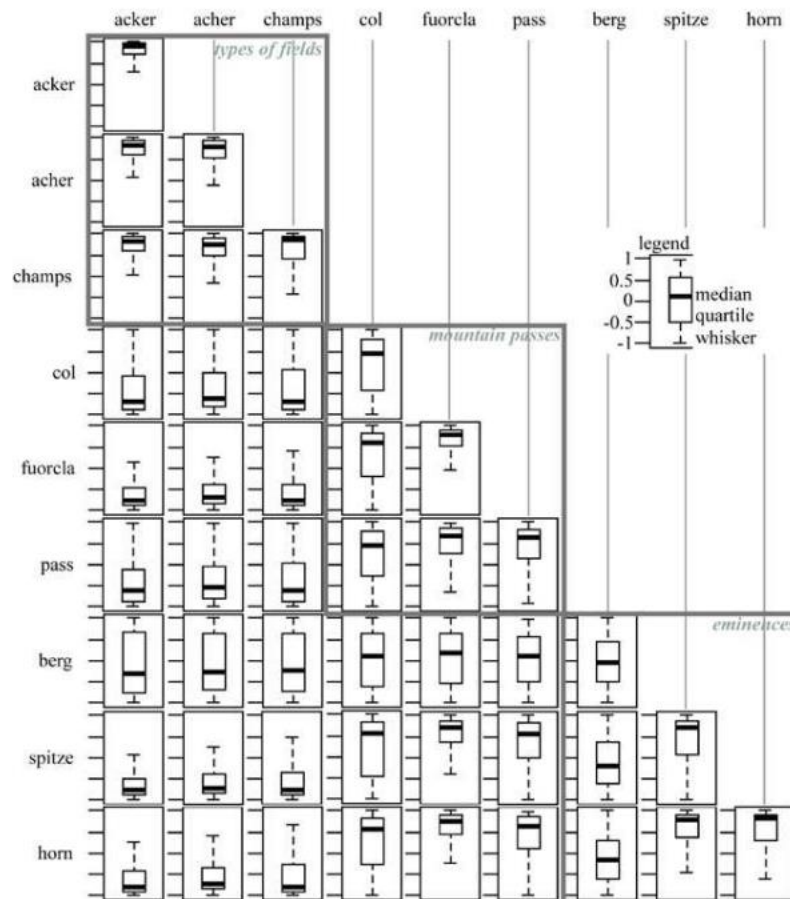 acker acher champs col fuorcla pass berg spitze horn
types of fields
acker
acher
legend
1
0.5
0
-0.5
-1
median
quartile
whisker
champs
mountain passes
col
fuorcla
pass
eminences
berg
spitze
horn